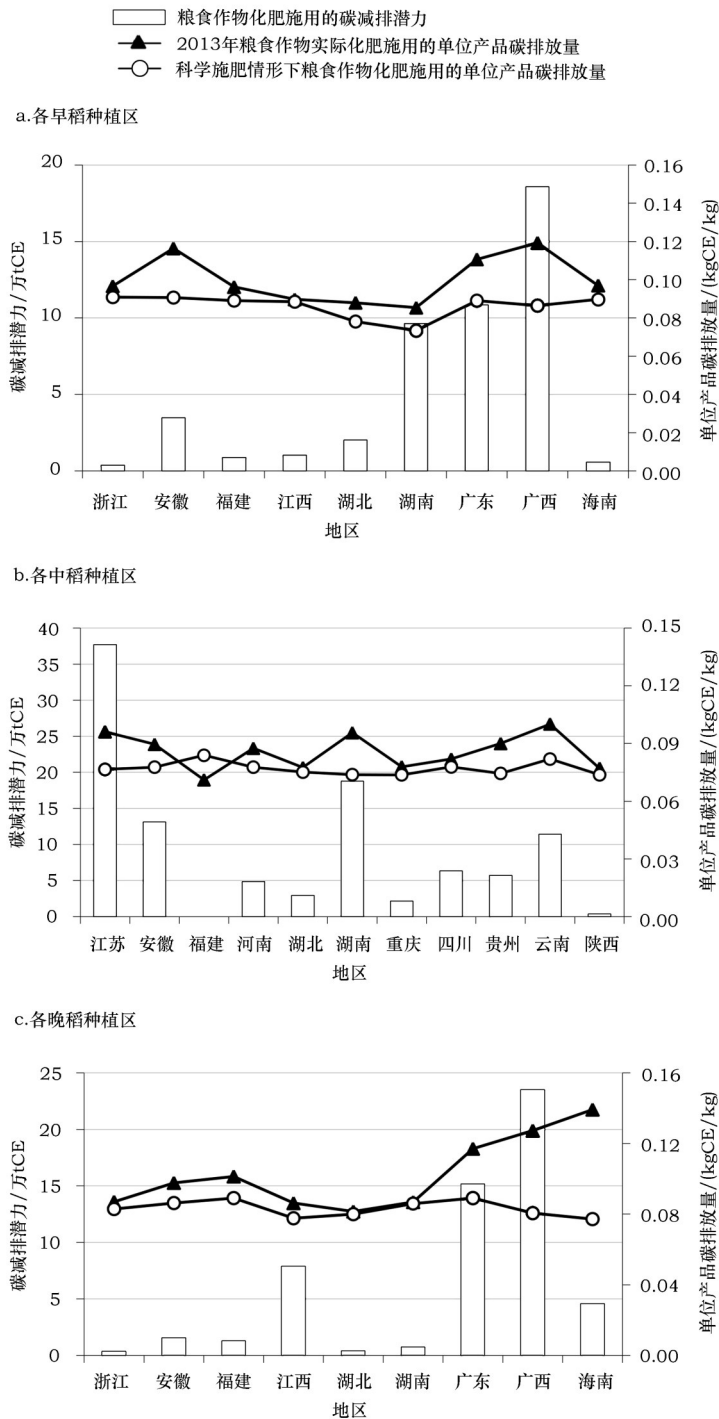 粮食作物化肥施用的碳减排潜力
2013年粮食作物实际化肥施用的单位产品碳排放量
科学施肥情形下粮食作物化肥施用的单位产品碳排放量
a.各早稻种植区
碳减排潜力/万tCE
20
15
10
5
0
0.16
0.14
0.12
0.10
0.08
0.06
0.04
0.02
0.00
单位产品碳排放量/(kgCE/kg)
浙江 安徽 福建 江西 湖北 湖南 广东 广西 海南
地区
b.各中稻种植区
碳减排潜力/万tCE
40
35
30
25
20
15
10
5
0
0.15
0.12
0.09
0.06
0.03
0.00
单位产品碳排放量/(kgCE/kg)
江苏 安徽 福建 河南 湖北 湖南 重庆 四川 贵州 云南 陕西
地区
c.各晚稻种植区
碳减排潜力/万tCE
25
20
15
10
5
0
0.16
0.12
0.08
0.04
0.00
单位产品碳排放量/(kgCE/kg)
浙江 安徽 福建 江西 湖北 湖南 广东 广西 海南
地区